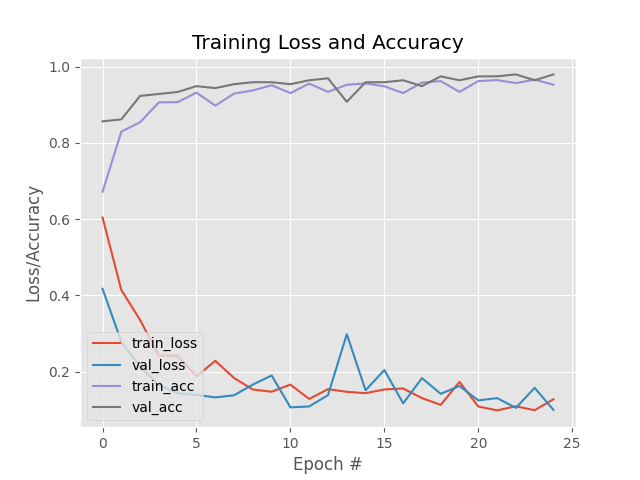 Training Loss and Accuracy
1.0
0.8
0.6
0.4
0.2
Loss/Accuracy
train_loss
val_loss
train_acc
val_acc
0
5
10
15
20
25
Epoch #